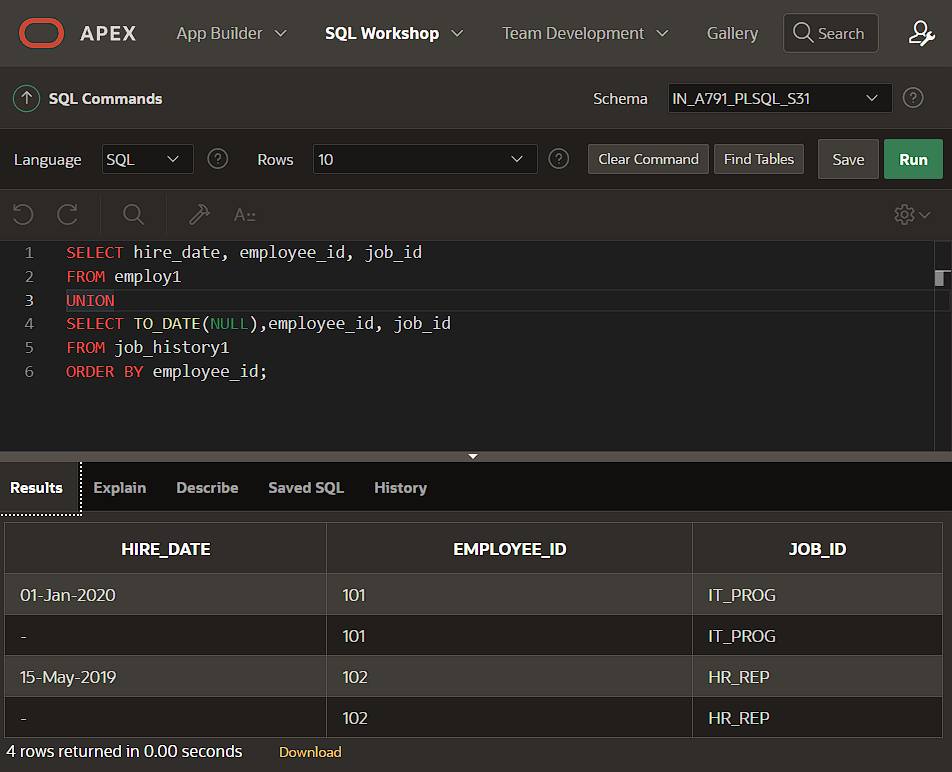 APEX App Builder SQL Workshop Team Development Gallery Search
SQL Commands Schema IN_A791_PLSQL_S31 ?
Language SQL ? Rows 10 ? Clear Command Find Tables Save Run
A::
1 SELECT hire_date, employee_id, job_id
2 FROM employ1
3 UNION
4 SELECT TO_DATE(NULL),employee_id, job_id
5 FROM job_history1
6 ORDER BY employee_id;
Results Explain Describe Saved SQL History
HIRE_DATE EMPLOYEE_ID JOB_ID
01-Jan-2020 101 IT_PROG
- 101 IT_PROG
15-May-2019 102 HR_REP
- 102 HR_REP
4 rows returned in 0.00 seconds Download